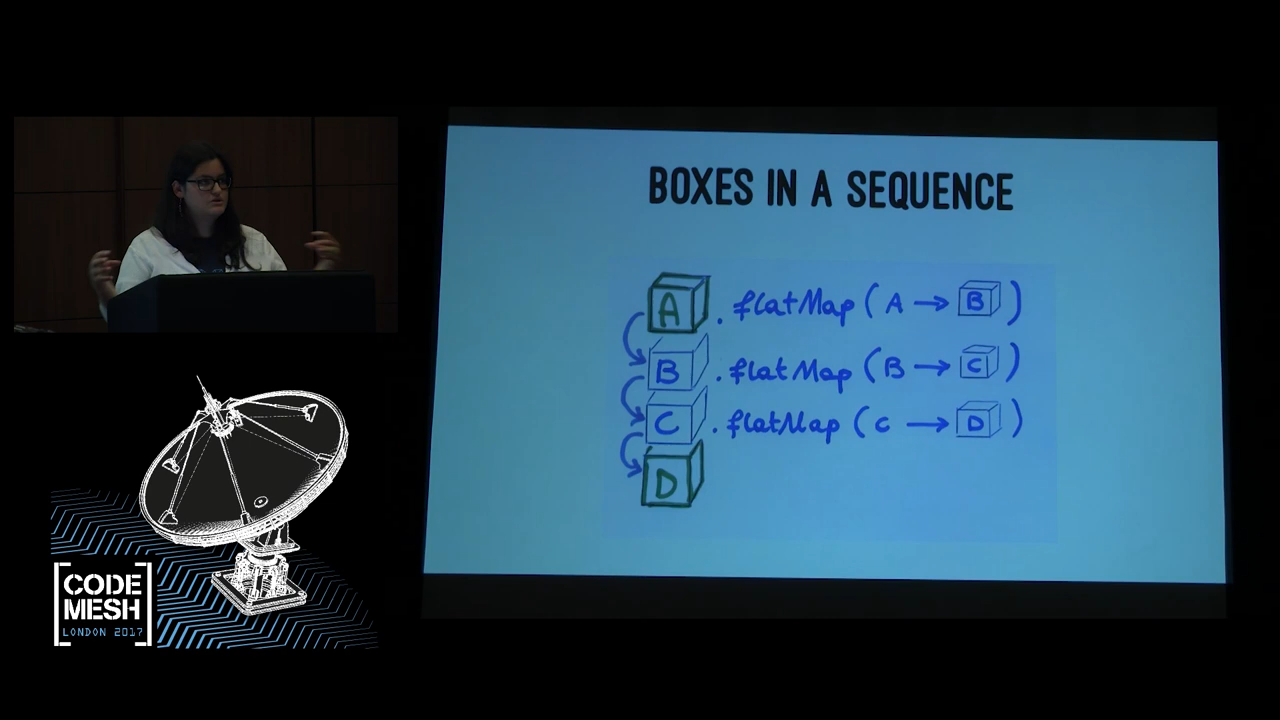 BOXES IN A SEQUENCE
A . flatMap ( A → B )
B . flatMap ( B → C )
C . flatMap ( C → D )
D
CODE
MESH
LONDON 2017